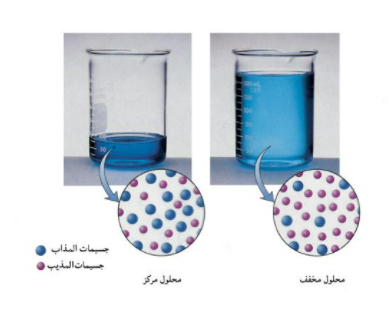 جسيمات المذاب
جسيمات المذيب
محلول مركز
محلول مخفف